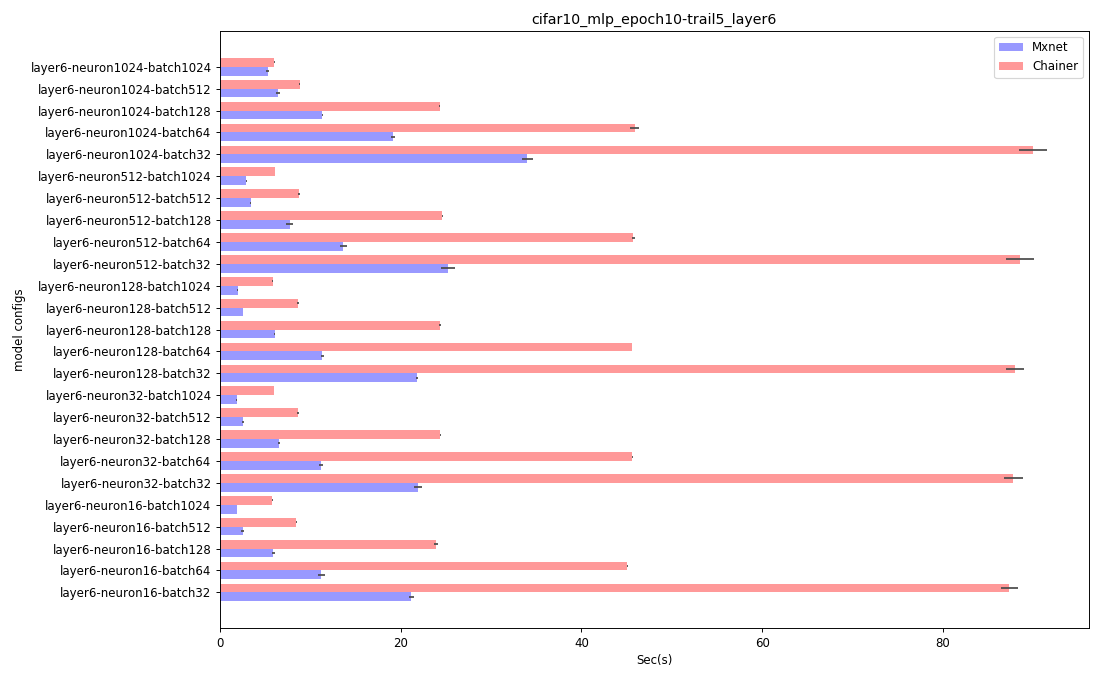 cifar10_mlp_epoch10-trail5_layer6
Mxnet
Chainer
model configs
layer6-neuron1024-batch1024
layer6-neuron1024-batch512
layer6-neuron1024-batch128
layer6-neuron1024-batch64
layer6-neuron1024-batch32
layer6-neuron512-batch1024
layer6-neuron512-batch512
layer6-neuron512-batch128
layer6-neuron512-batch64
layer6-neuron512-batch32
layer6-neuron128-batch1024
layer6-neuron128-batch512
layer6-neuron128-batch128
layer6-neuron128-batch64
layer6-neuron128-batch32
layer6-neuron32-batch1024
layer6-neuron32-batch512
layer6-neuron32-batch128
layer6-neuron32-batch64
layer6-neuron32-batch32
layer6-neuron16-batch1024
layer6-neuron16-batch512
layer6-neuron16-batch128
layer6-neuron16-batch64
layer6-neuron16-batch32
0 20 40 60 80
Sec(s)